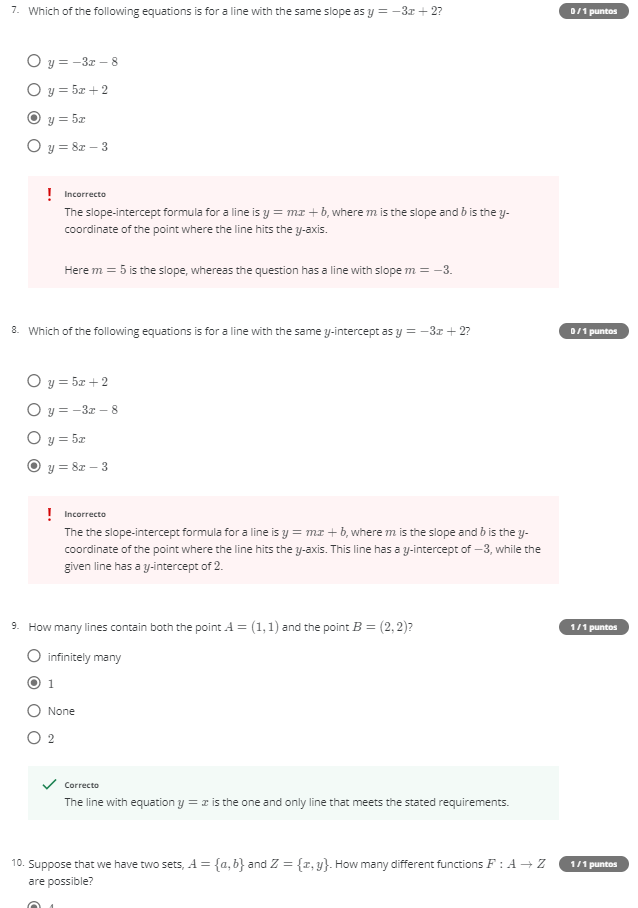 7. Which of the following equations is for a line with the same slope as y = −3x + 2?
0 / 1 puntos
y = −3x − 8
y = 5x + 2
y = 5x
y = 8x − 3
! Incorrecto
The slope-intercept formula for a line is y = mx + b, where m is the slope and b is the y-
coordinate of the point where the line hits the y-axis.
Here m = 5 is the slope, whereas the question has a line with slope m = −3.
8. Which of the following equations is for a line with the same y-intercept as y = −3x + 2?
0 / 1 puntos
y = 5x + 2
y = −3x − 8
y = 5x
y = 8x − 3
! Incorrecto
The the slope-intercept formula for a line is y = mx + b, where m is the slope and b is the y-
coordinate of the point where the line hits the y-axis. This line has a y-intercept of −3, while the
given line has a y-intercept of 2.
9. How many lines contain both the point A = (1, 1) and the point B = (2, 2)?
1 / 1 puntos
infinitely many
1
None
2
Correcto
The line with equation y = x is the one and only line that meets the stated requirements.
10. Suppose that we have two sets, A = {a, b} and Z = {x, y}. How many different functions F : A → Z
1 / 1 puntos
are possible?